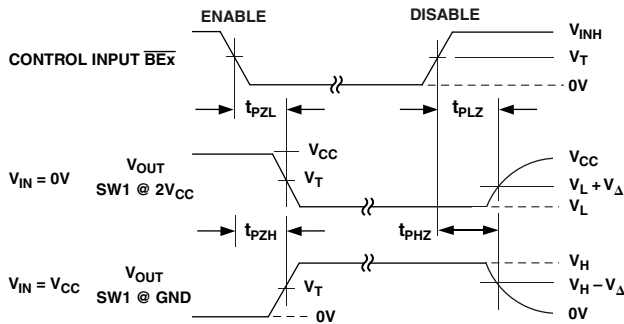 ENABLE DISABLE
V_INH
CONTROL INPUT B̅E̅x̅ V_T
0V
t_PZL t_PLZ
V_CC V_CC
V_IN = 0V V_OUT V_T V_L + V_Δ
SW1 @ 2V_CC V_L
t_PZH t_PHZ
V_H
V_IN = V_CC V_OUT V_T V_H – V_Δ
SW1 @ GND 0V 0V